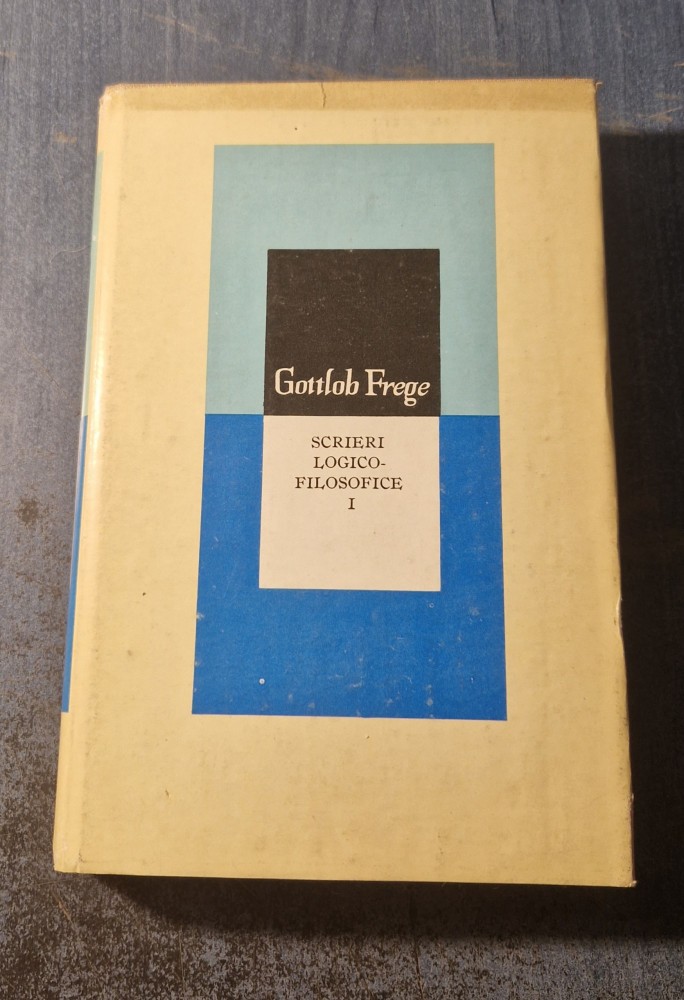 Gottlob Frege
SCRIERI
LOGICO-
FILOSOFICE
I